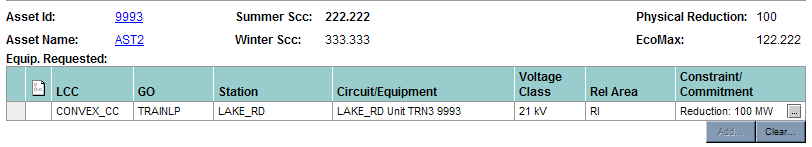 Asset Id: 9993 Summer Scc: 222.222 Physical Reduction: 100
Asset Name: AST2 Winter Scc: 333.333 EcoMax: 122.222
Equip. Requested:
LCC GO Station Circuit/Equipment Voltage Class Rel Area Constraint/ Commitment
CONVEX_CC TRAINLP LAKE_RD LAKE_RD Unit TRN3 9993 21 kV RI Reduction: 100 MW ...
Add... Clear...